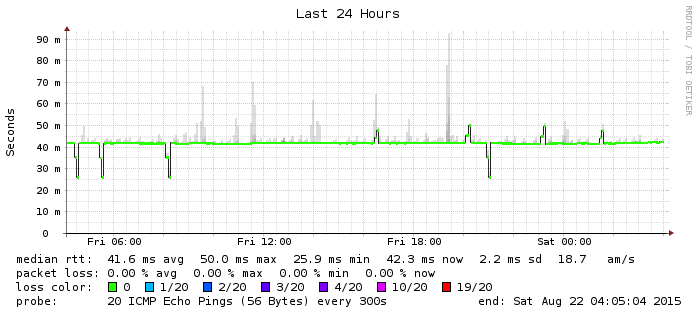 Last 24 Hours
RRDTOOL / TOBI OETIKER
Seconds
90 m
80 m
70 m
60 m
50 m
40 m
30 m
20 m
10 m
0
Fri 06:00 Fri 12:00 Fri 18:00 Sat 00:00
median rtt: 41.6 ms avg 50.0 ms max 25.9 ms min 42.3 ms now 2.2 ms sd 18.7 am/s
packet loss: 0.00 % avg 0.00 % max 0.00 % min 0.00 % now
loss color: 0 1/20 2/20 3/20 4/20 10/20 19/20
probe: 20 ICMP Echo Pings (56 Bytes) every 300s end: Sat Aug 22 04:05:04 2015